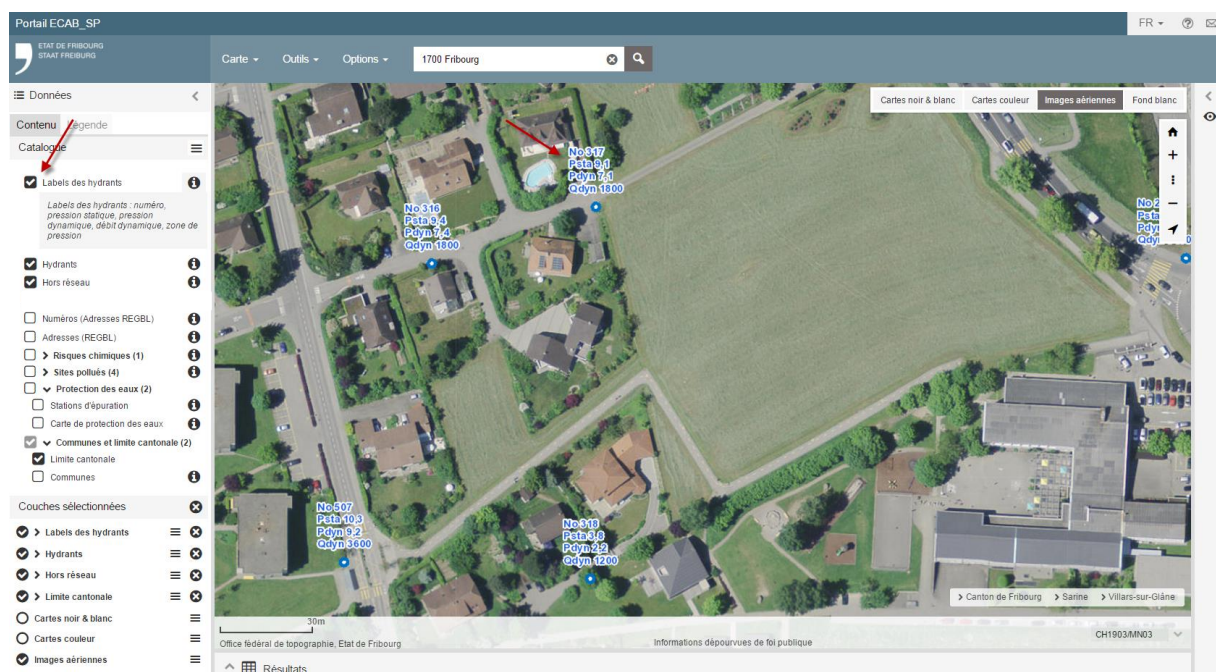 Portail ECAB_SP
FR
ETAT DE FRIBOURG
STAAT FREIBURG
Carte
Outils
Options
1700 Fribourg
Données
Contenu
Légende
Catalogue
Labels des hydrants
Labels des hydrants : numéro,
pression statique, pression
dynamique, débit dynamique, zone de
pression
Hydrants
Hors réseau
Numéros (Adresses REGBL)
Adresses (REGBL)
Risques chimiques (1)
Sites pollués (4)
Protection des eaux (2)
Stations d'épuration
Carte de protection des eaux
Communes et limite cantonale (2)
Limite cantonale
Communes
Couches sélectionnées
Labels des hydrants
Hydrants
Hors réseau
Limite cantonale
Cartes noir & blanc
Cartes couleur
Images aériennes
Cartes noir & blanc
Cartes couleur
Images aériennes
Fond blanc
No 317
Psta 9,1
Pdyn 7,1
Qdyn 1800
No 316
Psta 9,4
Pdyn 7,4
Qdyn 1800
No 2
Psta
Pdyn
Qdyn
No 507
Psta 10,3
Pdyn 9,2
Qdyn 3600
No 318
Psta 3,8
Pdyn 2,2
Qdyn 1200
Canton de Fribourg
Sarine
Villars-sur-Glâne
30m
Office fédéral de topographie, Etat de Fribourg
Informations dépourvues de foi publique
CH1903/MN03
Résultats